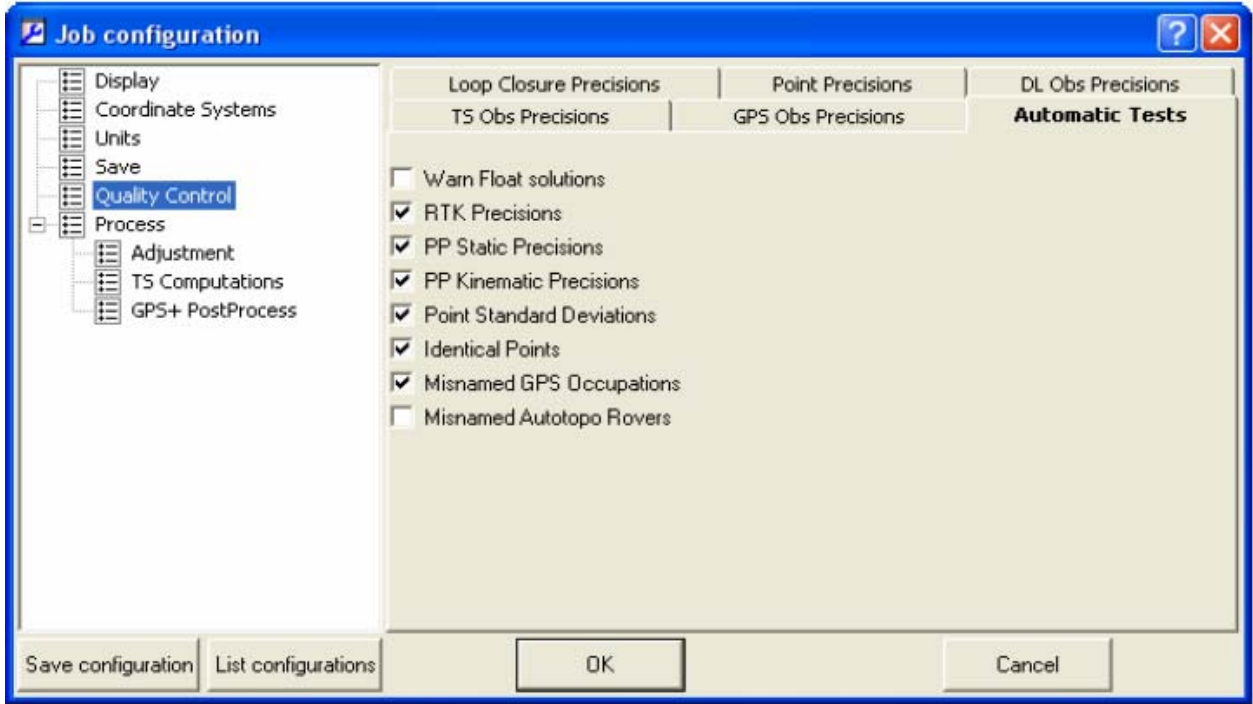 Job configuration
Display
Coordinate Systems
Units
Save
Quality Control
Process
Adjustment
TS Computations
GPS+ PostProcess
Loop Closure Precisions
Point Precisions
DL Obs Precisions
TS Obs Precisions
GPS Obs Precisions
Automatic Tests
Warn Float solutions
RTK Precisions
PP Static Precisions
PP Kinematic Precisions
Point Standard Deviations
Identical Points
Misnamed GPS Occupations
Misnamed Autotopo Rovers
Save configuration
List configurations
OK
Cancel